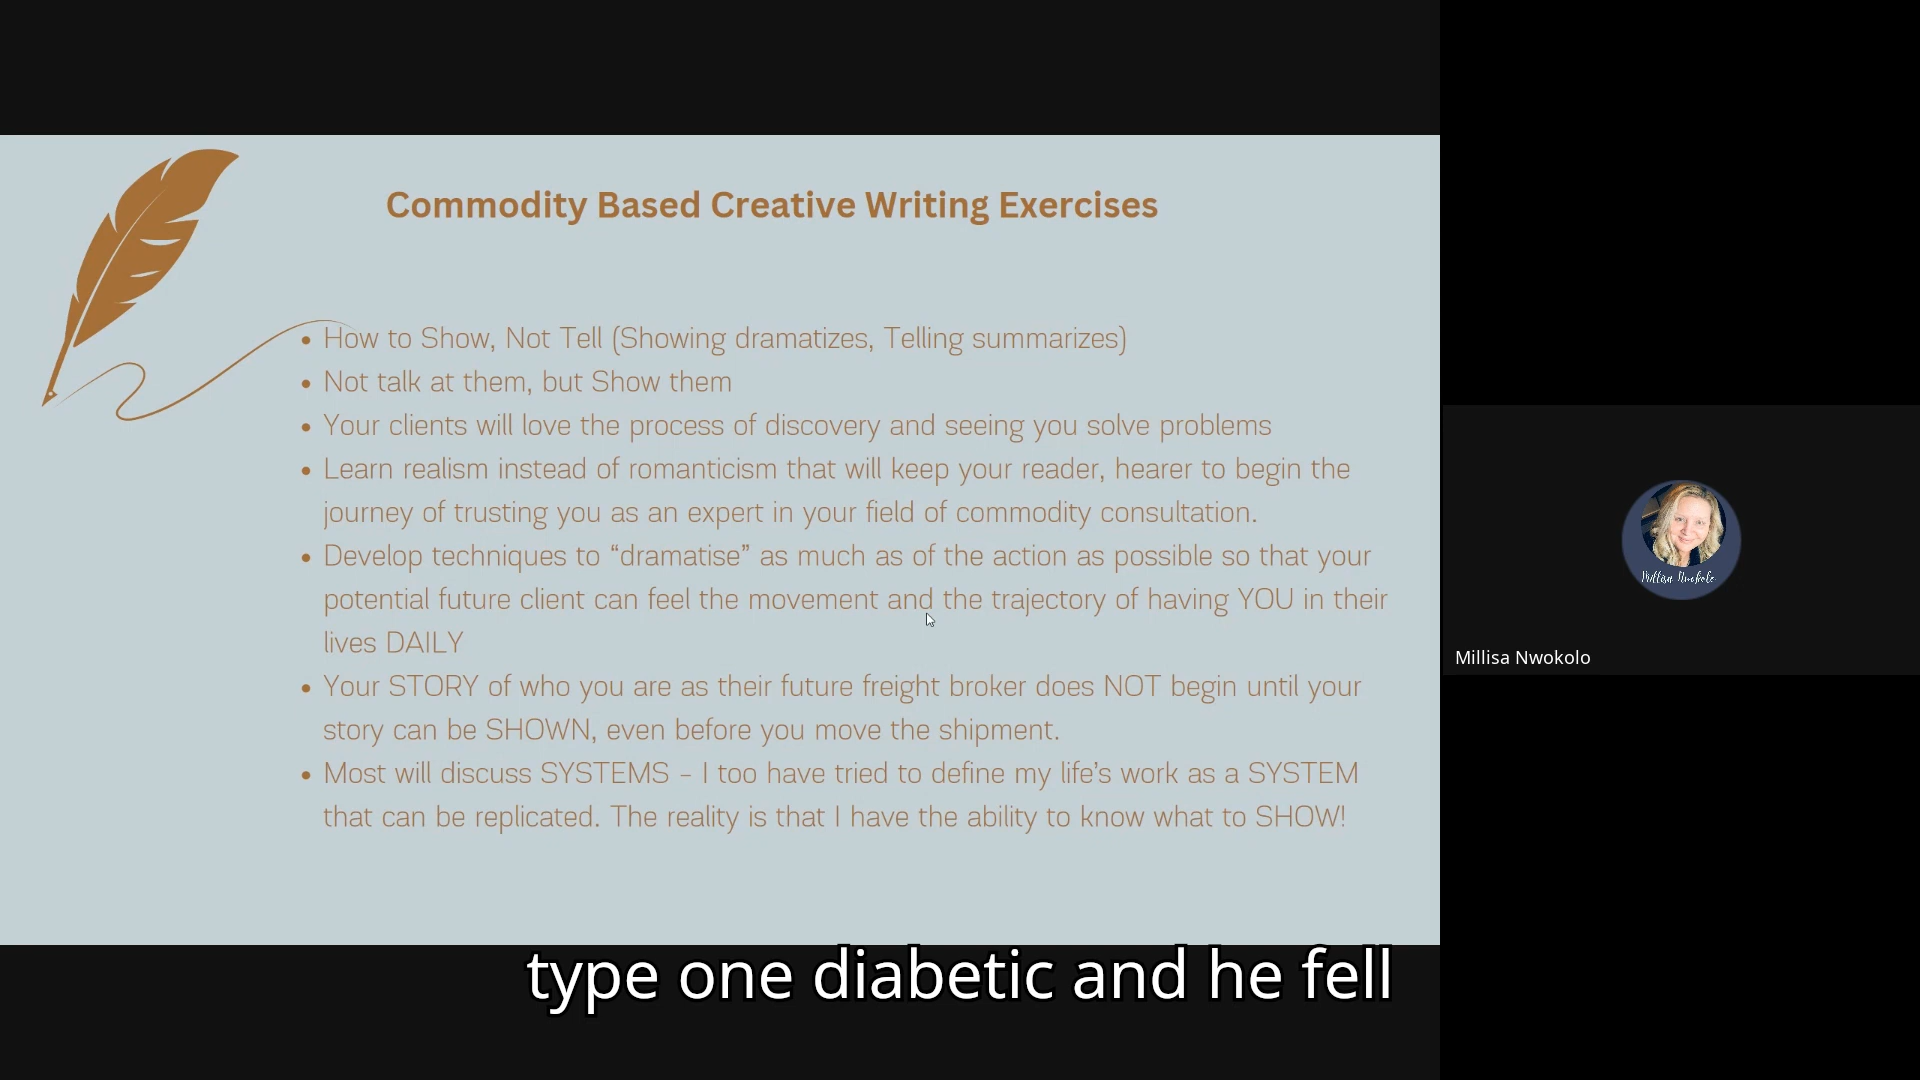 Commodity Based Creative Writing Exercises
• How to Show, Not Tell (Showing dramatizes, Telling summarizes)
• Not talk at them, but Show them
• Your clients will love the process of discovery and seeing you solve problems
• Learn realism instead of romanticism that will keep your reader, hearer to begin the
journey of trusting you as an expert in your field of commodity consultation.
• Develop techniques to “dramatise” as much as of the action as possible so that your
potential future client can feel the movement and the trajectory of having YOU in their
lives DAILY
• Your STORY of who you are as their future freight broker does NOT begin until your
story can be SHOWN, even before you move the shipment.
• Most will discuss SYSTEMS – I too have tried to define my life’s work as a SYSTEM
that can be replicated. The reality is that I have the ability to know what to SHOW!
Millisa Nwokolo
Millisa Nwokolo
type one diabetic and he fell